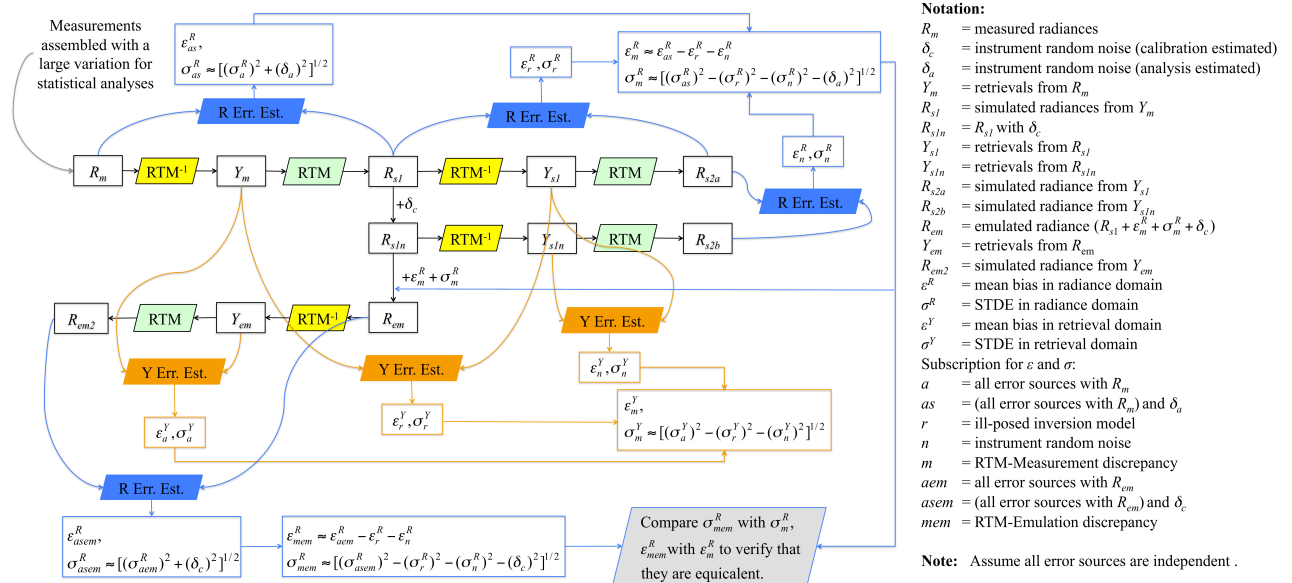 Measurements
assembled with a
large variation for
statistical analyses
ε_as^R,
σ_as^R ≈ [(σ_a^R)² + (δ_a)²]^1/2
ε_r^R, σ_r^R
ε_m^R ≈ ε_as^R − ε_r^R − ε_n^R
σ_m^R ≈ [(σ_as^R)² − (σ_r^R)² − (σ_n^R)² − (δ_a)²]^1/2
R Err. Est.
R Err. Est.
ε_n^R, σ_n^R
R_m
RTM⁻¹
Y_m
RTM
R_s1
RTM⁻¹
Y_s1
RTM
R_s2a
R Err. Est.
+δ_c
R_s1n
RTM⁻¹
Y_s1n
RTM
R_s2b
+ε_m^R + σ_m^R
R_em2
RTM
Y_em
RTM⁻¹
R_em
Y Err. Est.
Y Err. Est.
Y Err. Est.
ε_n^Y, σ_n^Y
ε_a^Y, σ_a^Y
ε_r^Y, σ_r^Y
ε_m^Y,
σ_m^Y ≈ [(σ_a^Y)² − (σ_r^Y)² − (σ_n^Y)²]^1/2
R Err. Est.
ε_asem^R,
σ_asem^R ≈ [(σ_aem^R)² + (δ_c)²]^1/2
ε_mem^R ≈ ε_aem^R − ε_r^R − ε_n^R
σ_mem^R ≈ [(σ_asem^R)² − (σ_r^R)² − (σ_n^R)² − (δ_c)²]^1/2
Compare σ_mem^R with σ_m^R,
ε_mem^R with ε_m^R to verify that
they are equicalent.
Notation:
R_m = measured radiances
δ_c = instrument random noise (calibration estimated)
δ_a = instrument random noise (analysis estimated)
Y_m = retrievals from R_m
R_s1 = simulated radiances from Y_m
R_s1n = R_s1 with δ_c
Y_s1 = retrievals from R_s1
Y_s1n = retrievals from R_s1n
R_s2a = simulated radiance from Y_s1
R_s2b = simulated radiance from Y_s1n
R_em = emulated radiance (R_s1 + ε_m^R + σ_m^R + δ_c)
Y_em = retrievals from R_em
R_em2 = simulated radiance from Y_em
ε^R = mean bias in radiance domain
σ^R = STDE in radiance domain
ε^Y = mean bias in retrieval domain
σ^Y = STDE in retrieval domain
Subscription for ε and σ:
a = all error sources with R_m
as = (all error sources with R_m) and δ_a
r = ill-posed inversion model
n = instrument random noise
m = RTM-Measurement discrepancy
aem = all error sources with R_em
asem = (all error sources with R_em) and δ_c
mem = RTM-Emulation discrepancy
Note: Assume all error sources are independent .